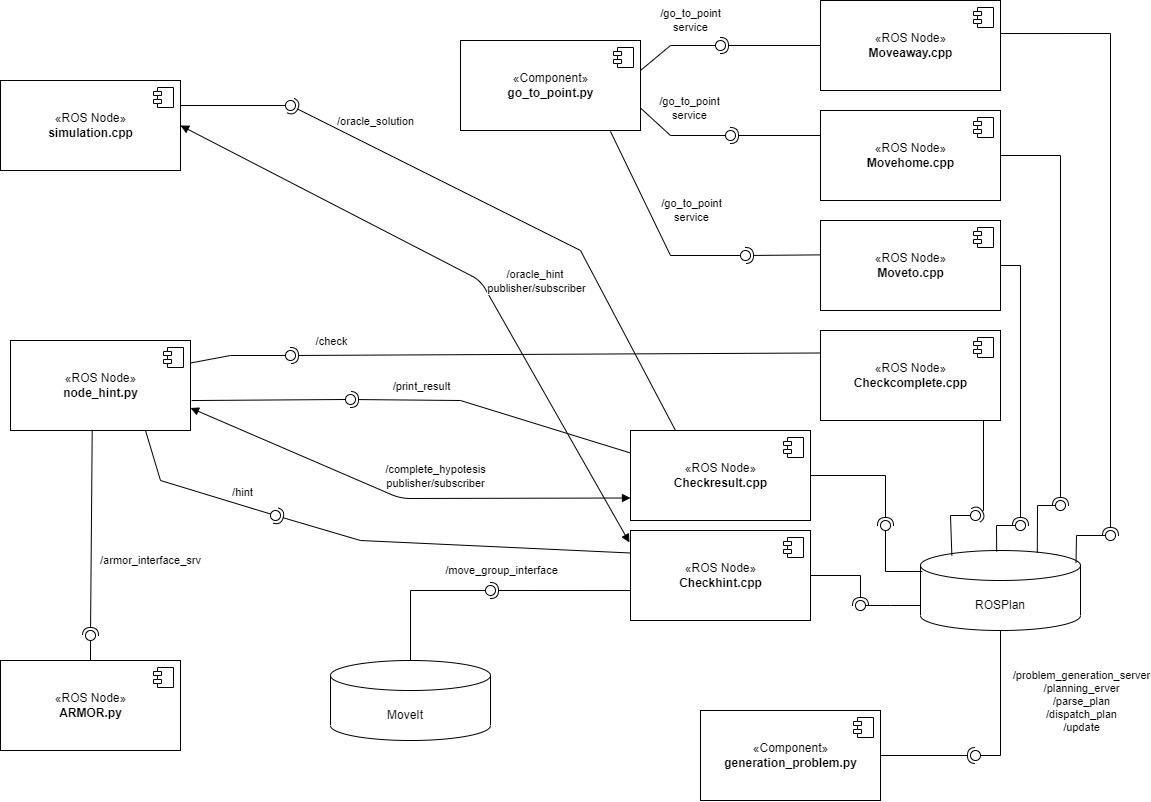 /go_to_point
service
«ROS Node»
Moveaway.cpp
«Component»
go_to_point.py
«ROS Node»
simulation.cpp
/oracle_solution
/go_to_point
service
«ROS Node»
Movehome.cpp
/go_to_point
service
«ROS Node»
Moveto.cpp
/oracle_hint
publisher/subscriber
/check
«ROS Node»
node_hint.py
«ROS Node»
Checkcomplete.cpp
/print_result
/complete_hypotesis
publisher/subscriber
«ROS Node»
Checkresult.cpp
/hint
/armor_interface_srv
/move_group_interface
«ROS Node»
Checkhint.cpp
ROSPlan
«ROS Node»
ARMOR.py
MoveIt
/problem_generation_server
/planning_erver
/parse_plan
/dispatch_plan
/update
«Component»
generation_problem.py